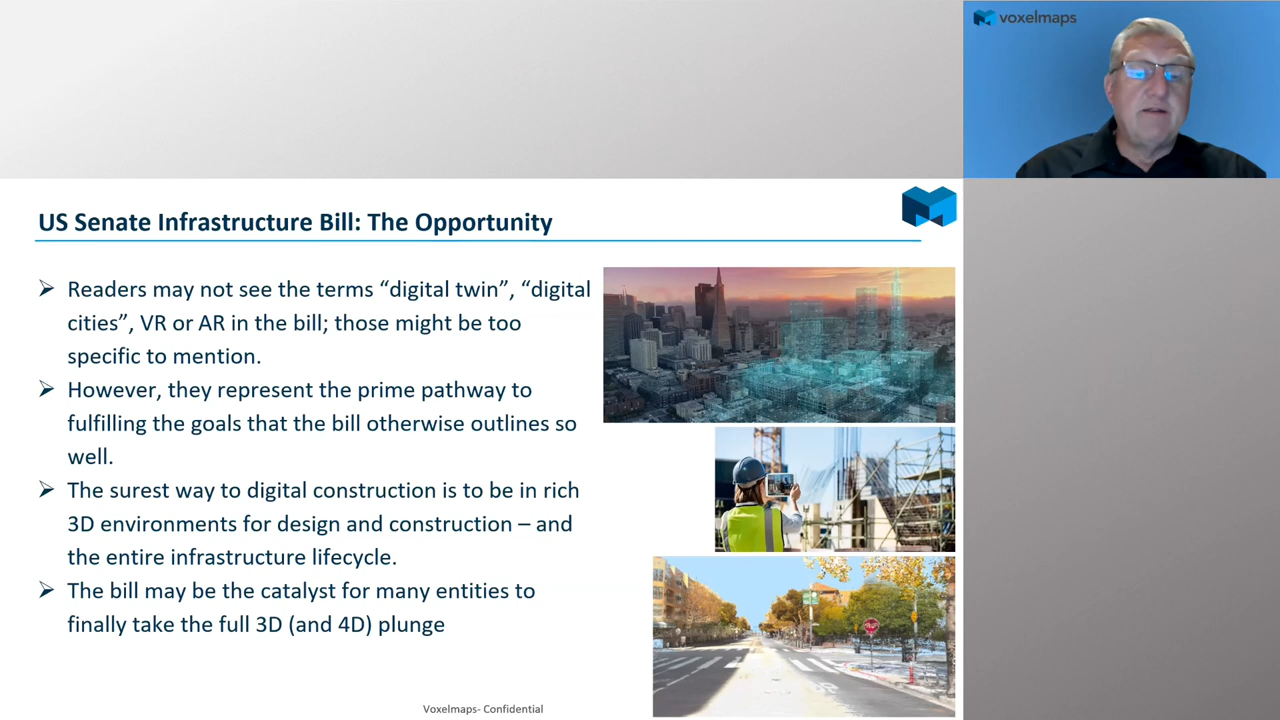 voxelmaps
US Senate Infrastructure Bill: The Opportunity
➢ Readers may not see the terms “digital twin”, “digital
cities”, VR or AR in the bill; those might be too
specific to mention.
➢ However, they represent the prime pathway to
fulfilling the goals that the bill otherwise outlines so
well.
➢ The surest way to digital construction is to be in rich
3D environments for design and construction – and
the entire infrastructure lifecycle.
➢ The bill may be the catalyst for many entities to
finally take the full 3D (and 4D) plunge
Voxelmaps- Confidential